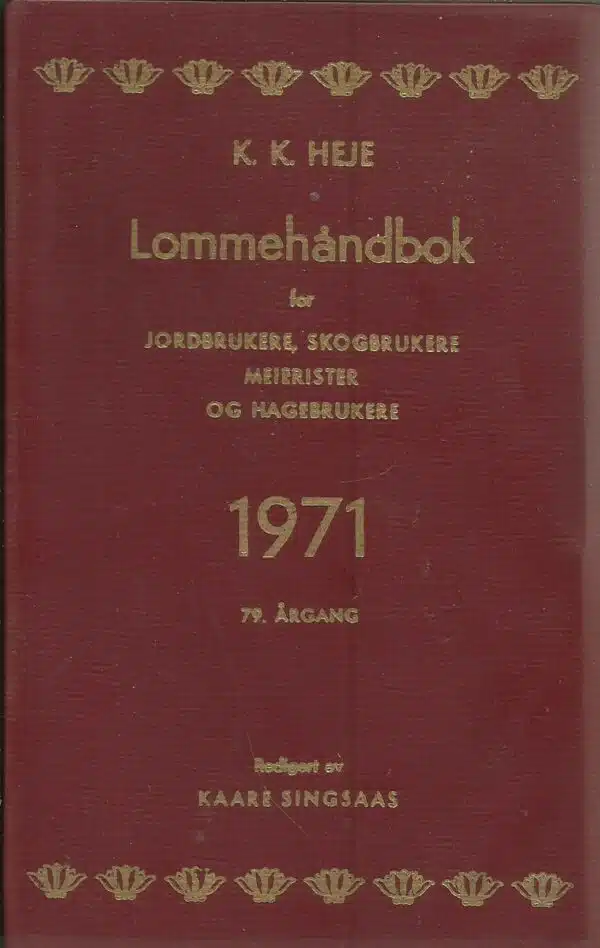 K. K. HEJE
Lommehåndbok
for
JORDBRUKERE, SKOGBRUKERE
MEIERISTER
OG HAGEBRUKERE
1971
79. ÅRGANG
Redigert av
KAARE SINGSAAS